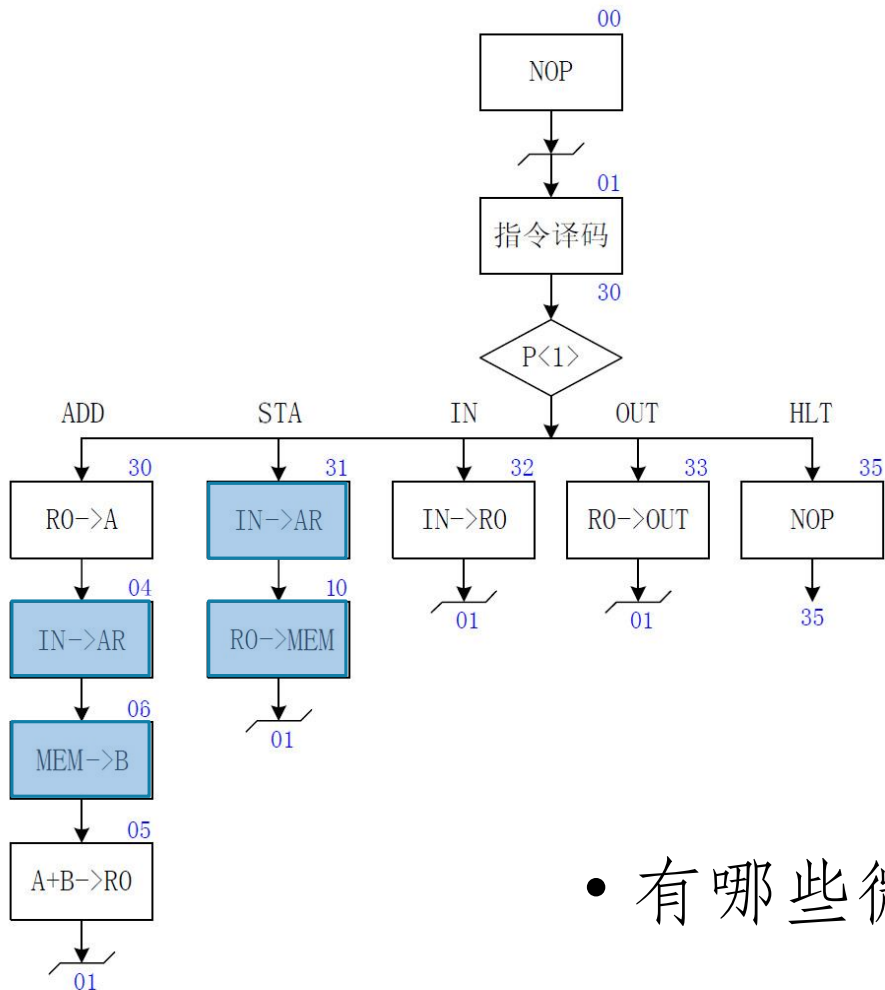 00
NOP
01
指令译码
30
P<1>
ADD STA IN OUT HLT
30 31 32 33 35
R0->A IN->AR IN->R0 R0->OUT NOP
04 10 01 01 35
IN->AR R0->MEM
06 01
MEM->B
05
A+B->R0
01
• 有哪些微